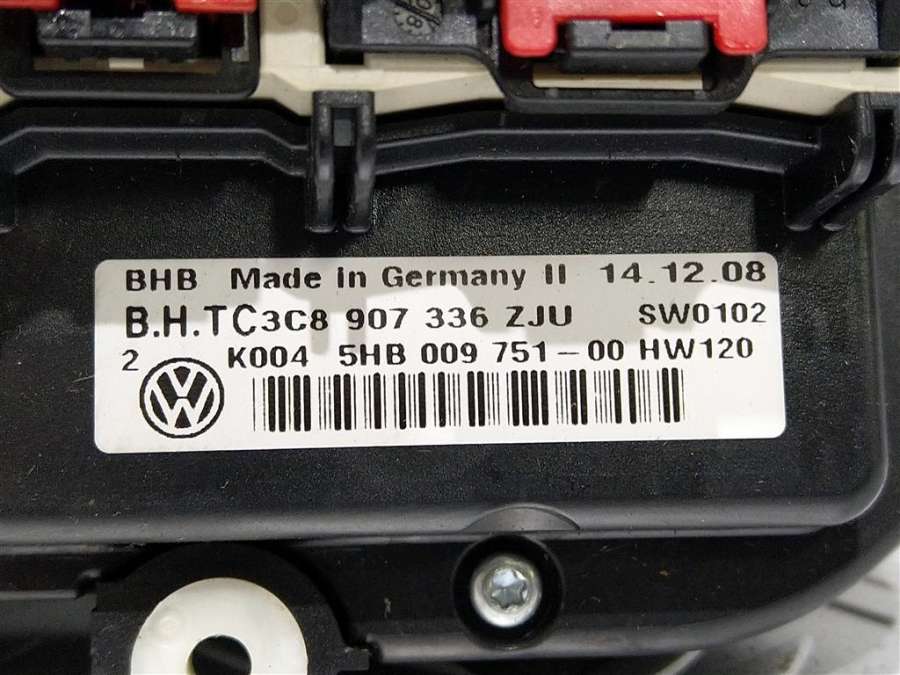 BHB Made in Germany II 14.12.08
B.H.TC3C8 907 336 ZJU SW0102
2 K004 5HB 009 751-00 HW120